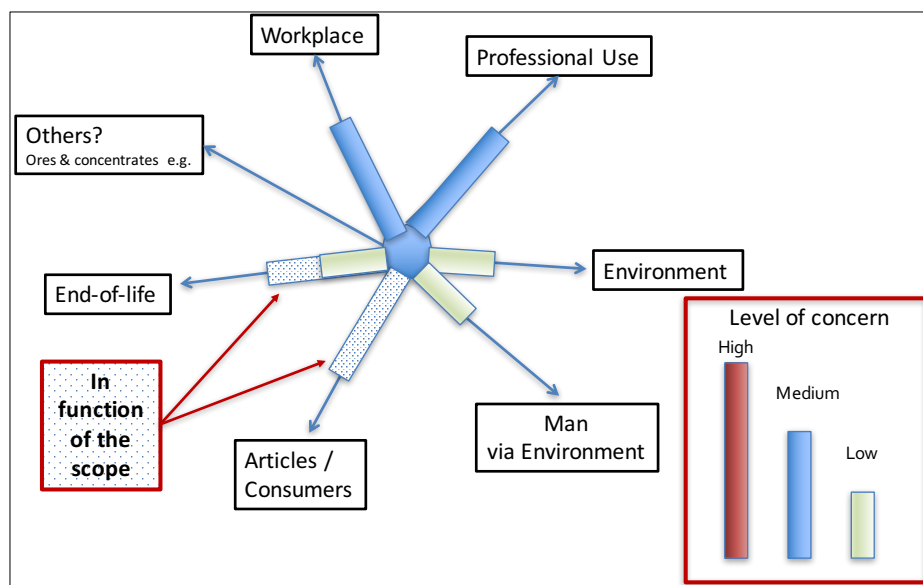 Workplace
Professional Use
Others?
Ores & concentrates e.g.
End-of-life
Environment
In
function
of the
scope
Articles /
Consumers
Man
via Environment
Level of concern
High
Medium
Low